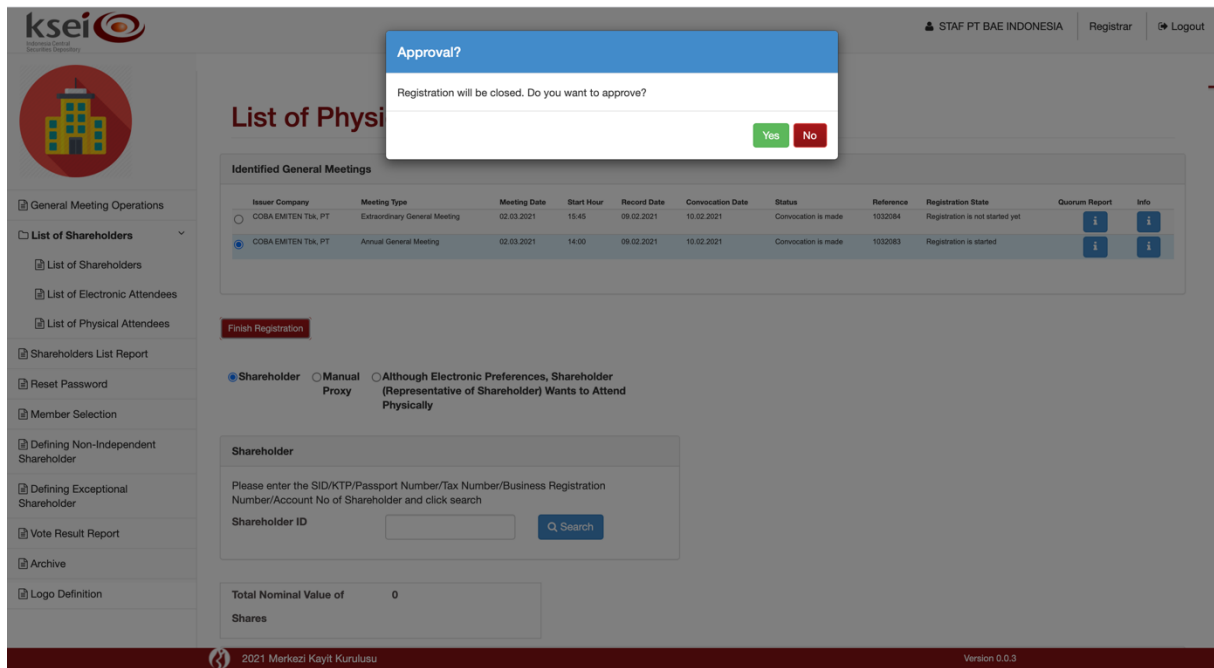 ksei
Indonesia Central
Securities Depository
STAF PT BAE INDONESIA
Registrar
Logout
Approval?
Registration will be closed. Do you want to approve?
Yes
No
List of Physi
General Meeting Operations
List of Shareholders
List of Shareholders
List of Electronic Attendees
List of Physical Attendees
Shareholders List Report
Reset Password
Member Selection
Defining Non-Independent
Shareholder
Defining Exceptional
Shareholder
Vote Result Report
Archive
Logo Definition
Identified General Meetings
Issuer Company Meeting Type Meeting Date Start Hour Record Date Convocation Date Status Reference Registration State Quorum Report Info
COBA EMITEN Tbk, PT Extraordinary General Meeting 02.03.2021 15:45 09.02.2021 10.02.2021 Convocation is made 1032084 Registration is not started yet i i
COBA EMITEN Tbk, PT Annual General Meeting 02.03.2021 14:00 09.02.2021 10.02.2021 Convocation is made 1032083 Registration is started i i
Finish Registration
Shareholder
Manual
Proxy
Although Electronic Preferences, Shareholder
(Representative of Shareholder) Wants to Attend
Physically
Shareholder
Please enter the SID/KTP/Passport Number/Tax Number/Business Registration
Number/Account No of Shareholder and click search
Shareholder ID
Search
Total Nominal Value of 0
Shares
2021 Merkezi Kayit Kurulusu
Version 0.0.3